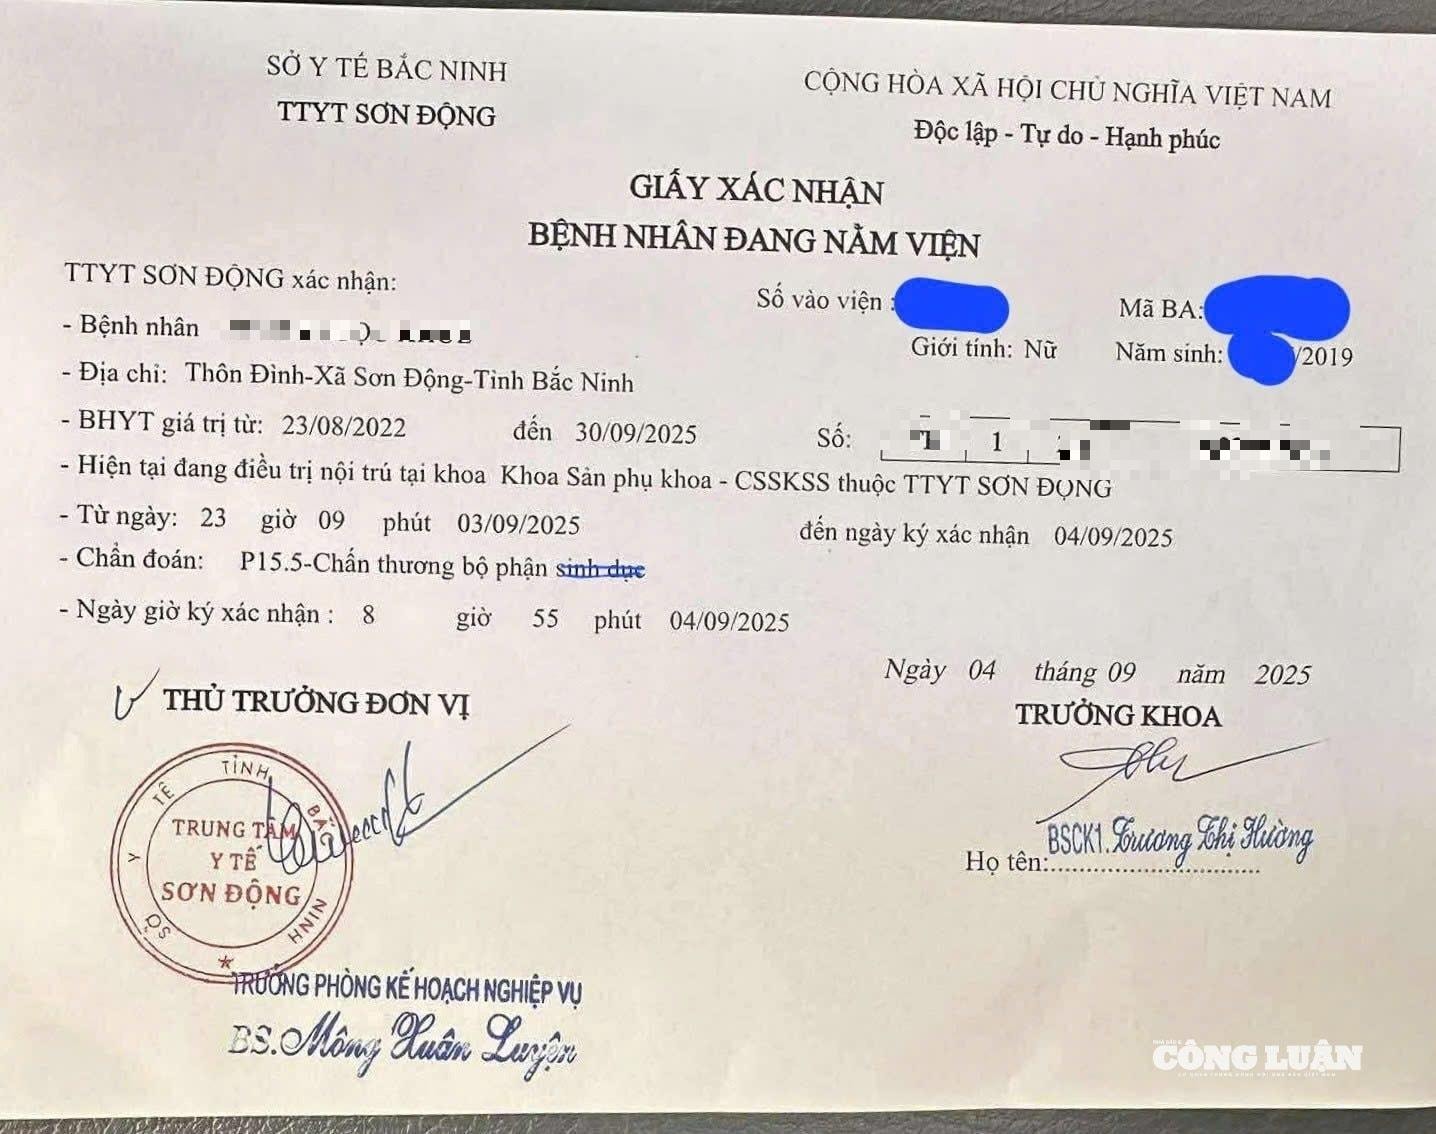 SỞ Y TẾ BẮC NINH
TTYT SƠN ĐỘNG
CỘNG HÒA XÃ HỘI CHỦ NGHĨA VIỆT NAM
Độc lập - Tự do - Hạnh phúc
GIẤY XÁC NHẬN
BỆNH NHÂN ĐANG NẰM VIỆN
TTYT SƠN ĐỘNG xác nhận:
Số vào viện : Mã BA:
- Bệnh nhân
Giới tính: Nữ Năm sinh: /2019
- Địa chỉ: Thôn Đình-Xã Sơn Động-Tỉnh Bắc Ninh
- BHYT giá trị từ: 23/08/2022 đến 30/09/2025 Số: 1
- Hiện tại đang điều trị nội trú tại khoa Khoa Sản phụ khoa - CSSKSS thuộc TTYT SƠN ĐỘNG
- Từ ngày: 23 giờ 09 phút 03/09/2025 đến ngày ký xác nhận 04/09/2025
- Chẩn đoán: P15.5-Chấn thương bộ phận sinh dục
- Ngày giờ ký xác nhận : 8 giờ 55 phút 04/09/2025
Ngày 04 tháng 09 năm 2025
THỦ TRƯỞNG ĐƠN VỊ
TRƯỞNG KHOA
SỞ Y TẾ TỈNH BẮC NINH
TRUNG TÂM
Y TẾ
SƠN ĐỘNG
Họ tên: BSCK1. Trương Thị Hường
TRƯỞNG PHÒNG KẾ HOẠCH NGHIỆP VỤ
BS. Mông Xuân Luyện
CÔNG LUẬN